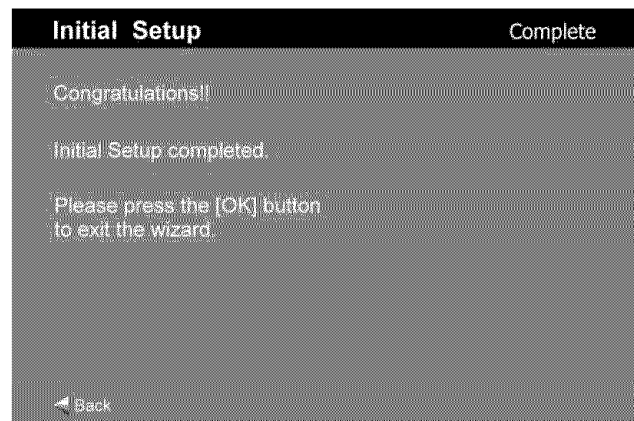 Initial Setup
Complete
Congratulations!!
Initial Setup completed.
Please press the [OK] button
to exit the wizard.
Back